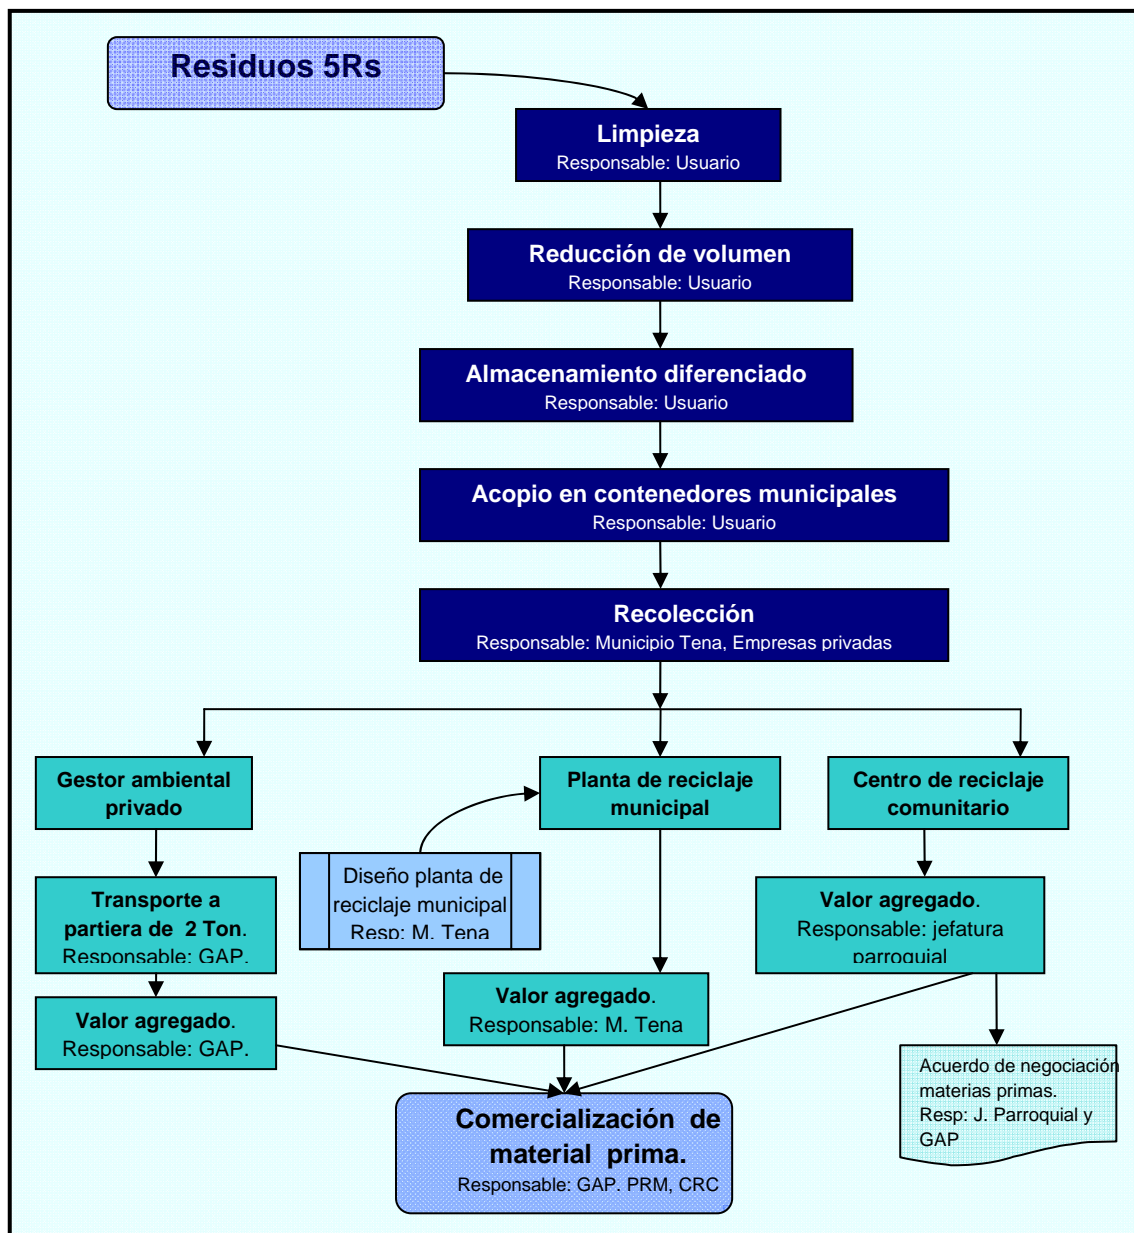 Residuos 5Rs
Limpieza
Responsable: Usuario
Reducción de volumen
Responsable: Usuario
Almacenamiento diferenciado
Responsable: Usuario
Acopio en contenedores municipales
Responsable: Usuario
Recolección
Responsable: Municipio Tena, Empresas privadas
Gestor ambiental
privado
Planta de reciclaje
municipal
Centro de reciclaje
comunitario
Transporte a
partiera de 2 Ton.
Responsable: GAP.
Diseño planta de
reciclaje municipal
Resp: M. Tena
Valor agregado.
Responsable: jefatura
parroquial
Valor agregado.
Responsable: GAP.
Valor agregado.
Responsable: M. Tena
Acuerdo de negociación
materias primas.
Resp: J. Parroquial y
GAP
Comercialización de
material prima.
Responsable: GAP. PRM, CRC